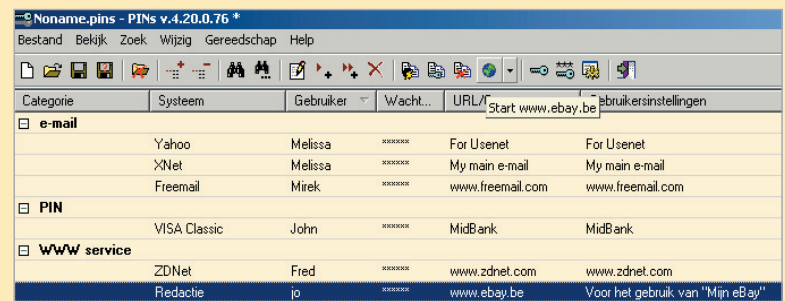 Noname.pins - PINs v.4.20.0.76 *
Bestand Bekijk Zoek Wijzig Gereedschap Help
Categorie Systeem Gebruiker Wacht... Start www.ebay.be
e-mail
Yahoo Melissa ****** For Usenet For Usenet
XNet Melissa ****** My main e-mail My main e-mail
Freemail Mirek ****** www.freemail.com www.freemail.com
PIN
VISA Classic John ****** MidBank MidBank
WWW service
ZDNet Fred ****** www.zdnet.com www.zdnet.com
Redactie jo ****** www.ebay.be Voor het gebruik van "Mijn eBay"